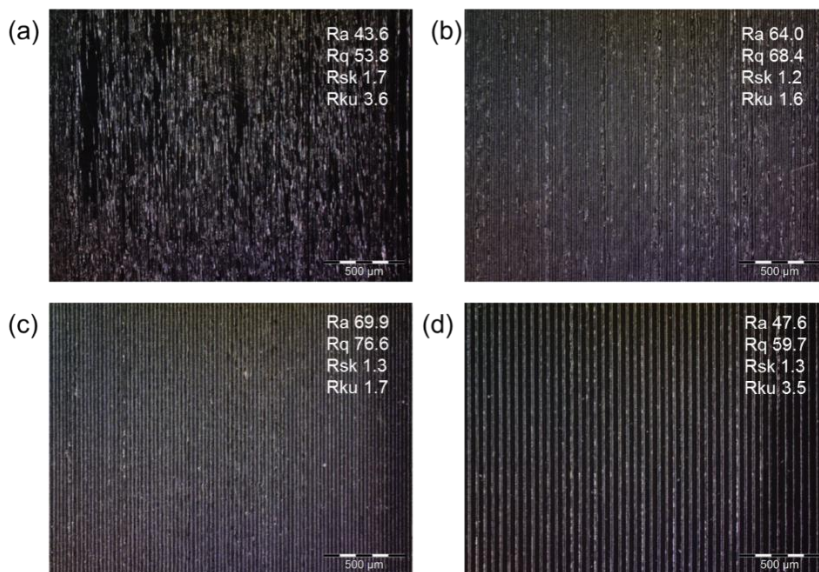 (a)
Ra 43.6
Rq 53.8
Rsk 1.7
Rku 3.6
500 µm
(b)
Ra 64.0
Rq 68.4
Rsk 1.2
Rku 1.6
500 µm
(c)
Ra 69.9
Rq 76.6
Rsk 1.3
Rku 1.7
500 µm
(d)
Ra 47.6
Rq 59.7
Rsk 1.3
Rku 3.5
500 µm